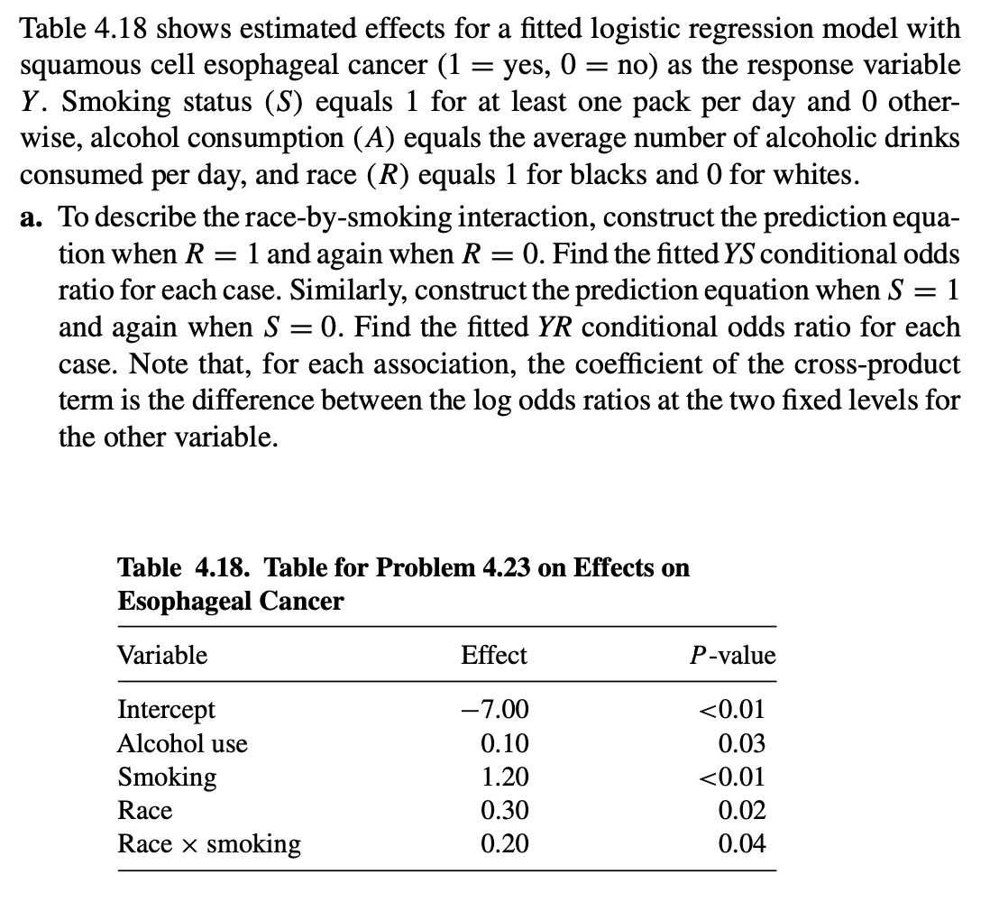 Table 4.18 shows estimated effects for a fitted logistic regression model with
squamous cell esophageal cancer (1 = yes, 0 = no) as the response variable
Y. Smoking status (S) equals 1 for at least one pack per day and 0 other-
wise, alcohol consumption (A) equals the average number of alcoholic drinks
consumed per day, and race (R) equals 1 for blacks and 0 for whites.
a. To describe the race-by-smoking interaction, construct the prediction equa-
tion when R = 1 and again when R = 0. Find the fitted YS conditional odds
ratio for each case. Similarly, construct the prediction equation when S = 1
and again when S = 0. Find the fitted YR conditional odds ratio for each
case. Note that, for each association, the coefficient of the cross-product
term is the difference between the log odds ratios at the two fixed levels for
the other variable.
Table 4.18. Table for Problem 4.23 on Effects on
Esophageal Cancer
Variable Effect P-value
Intercept −7.00 <0.01
Alcohol use 0.10 0.03
Smoking 1.20 <0.01
Race 0.30 0.02
Race × smoking 0.20 0.04